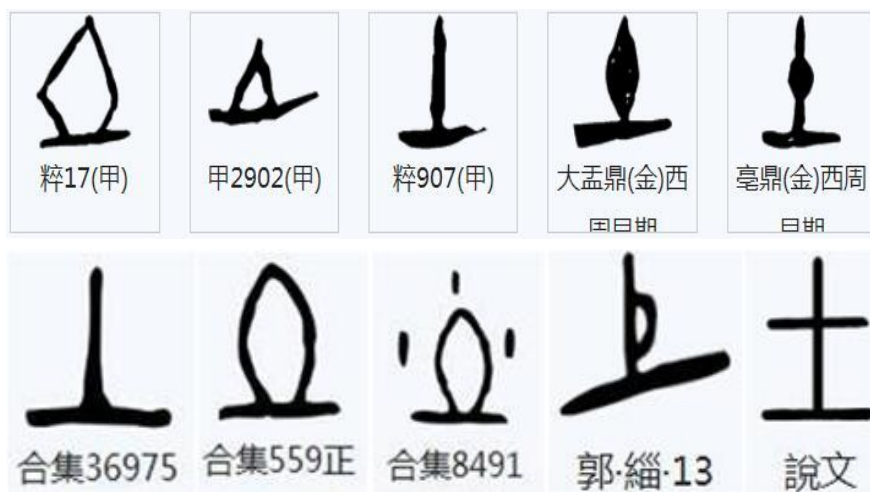 粹17(甲)
甲2902(甲)
粹907(甲)
大盂鼎(金)西
亳鼎(金)西周
合集36975
合集559正
合集8491
郭·緇·13
說文